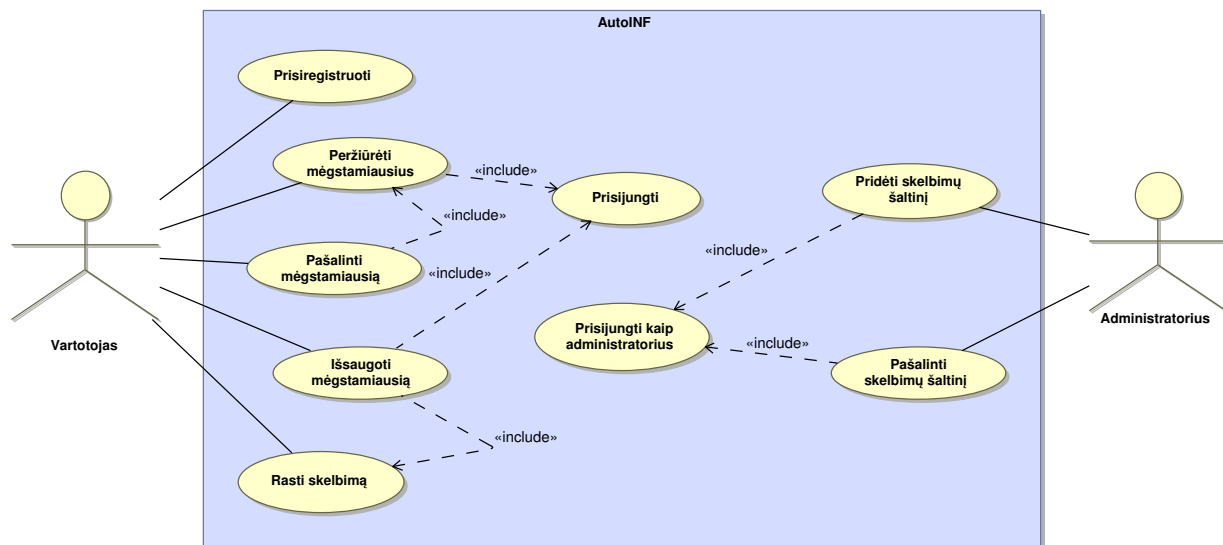 AutoINF
Prisiregistruoti
Peržiūrėti
mėgstamiausius
«include»
Prisijungti
Pridėti skelbimų
šaltinį
«include»
«include»
Pašalinti
mėgstamiausią
«include»
Vartotojas
Prisijungti kaip
administratorius
Administratorius
«include»
Išsaugoti
mėgstamiausią
Pašalinti
skelbimų šaltinį
«include»
Rasti skelbimą